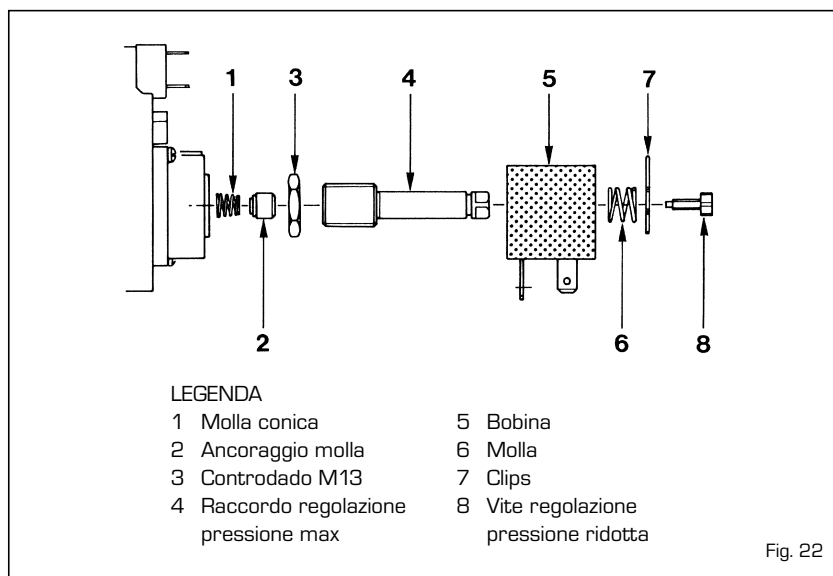 1 3 4 5 7
2 6 8
LEGENDA
1 Molla conica
2 Ancoraggio molla
3 Controdado M13
4 Raccordo regolazione
pressione max
5 Bobina
6 Molla
7 Clips
8 Vite regolazione
pressione ridotta
Fig. 22